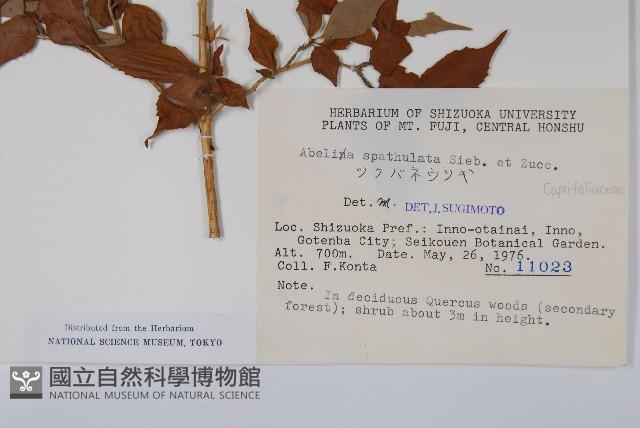 HERBARIUM OF SHIZUOKA UNIVERSITY
PLANTS OF MT. FUJI, CENTRAL HONSHU
Abelia spathulata Sieb. et Zucc.
ツクバネウツギ
Caprifoliaceae
Det. DET. J. SUGIMOTO
Loc. Shizuoka Pref.: Inno-otainai, Inno,
Gotenba City; Seikouen Botanical Garden.
Alt. 700m. Date. May, 26, 1976.
Coll. F.Konta No. 11023
Note.
In deciduous Quercus woods (secondary
forest); shrub about 3m in height.
Distributed from the Herbarium
NATIONAL SCIENCE MUSEUM, TOKYO
國立自然科學博物館
NATIONAL MUSEUM OF NATURAL SCIENCE